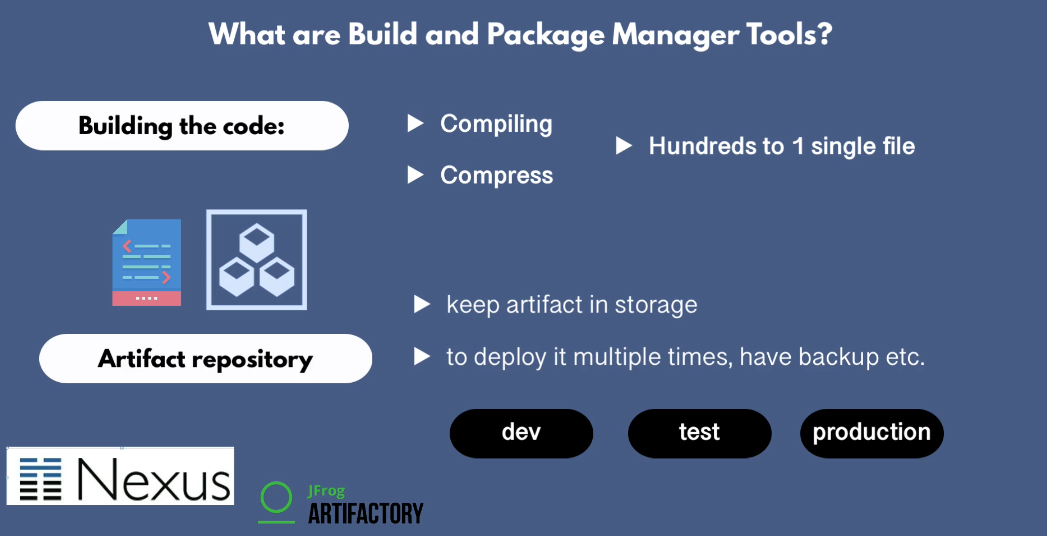 What are Build and Package Manager Tools?
Building the code:
Compiling
Compress
Hundreds to 1 single file
keep artifact in storage
Artifact repository
to deploy it multiple times, have backup etc.
dev
test
production
Nexus
JFrog
ARTIFACTORY